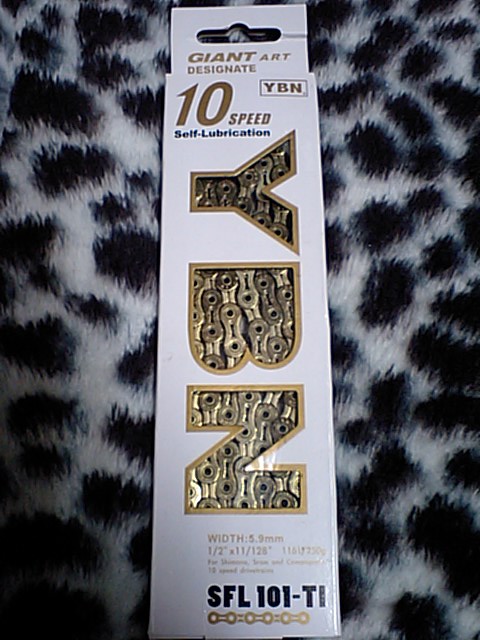 GIANT ART
DESIGNATE
YBN
10 SPEED
Self-Lubrication
YBN
WIDTH:5.9mm
1/2"x11/128" 116L
For Shimano, Sram and
10 speed drivetrains
SFL 101-TI